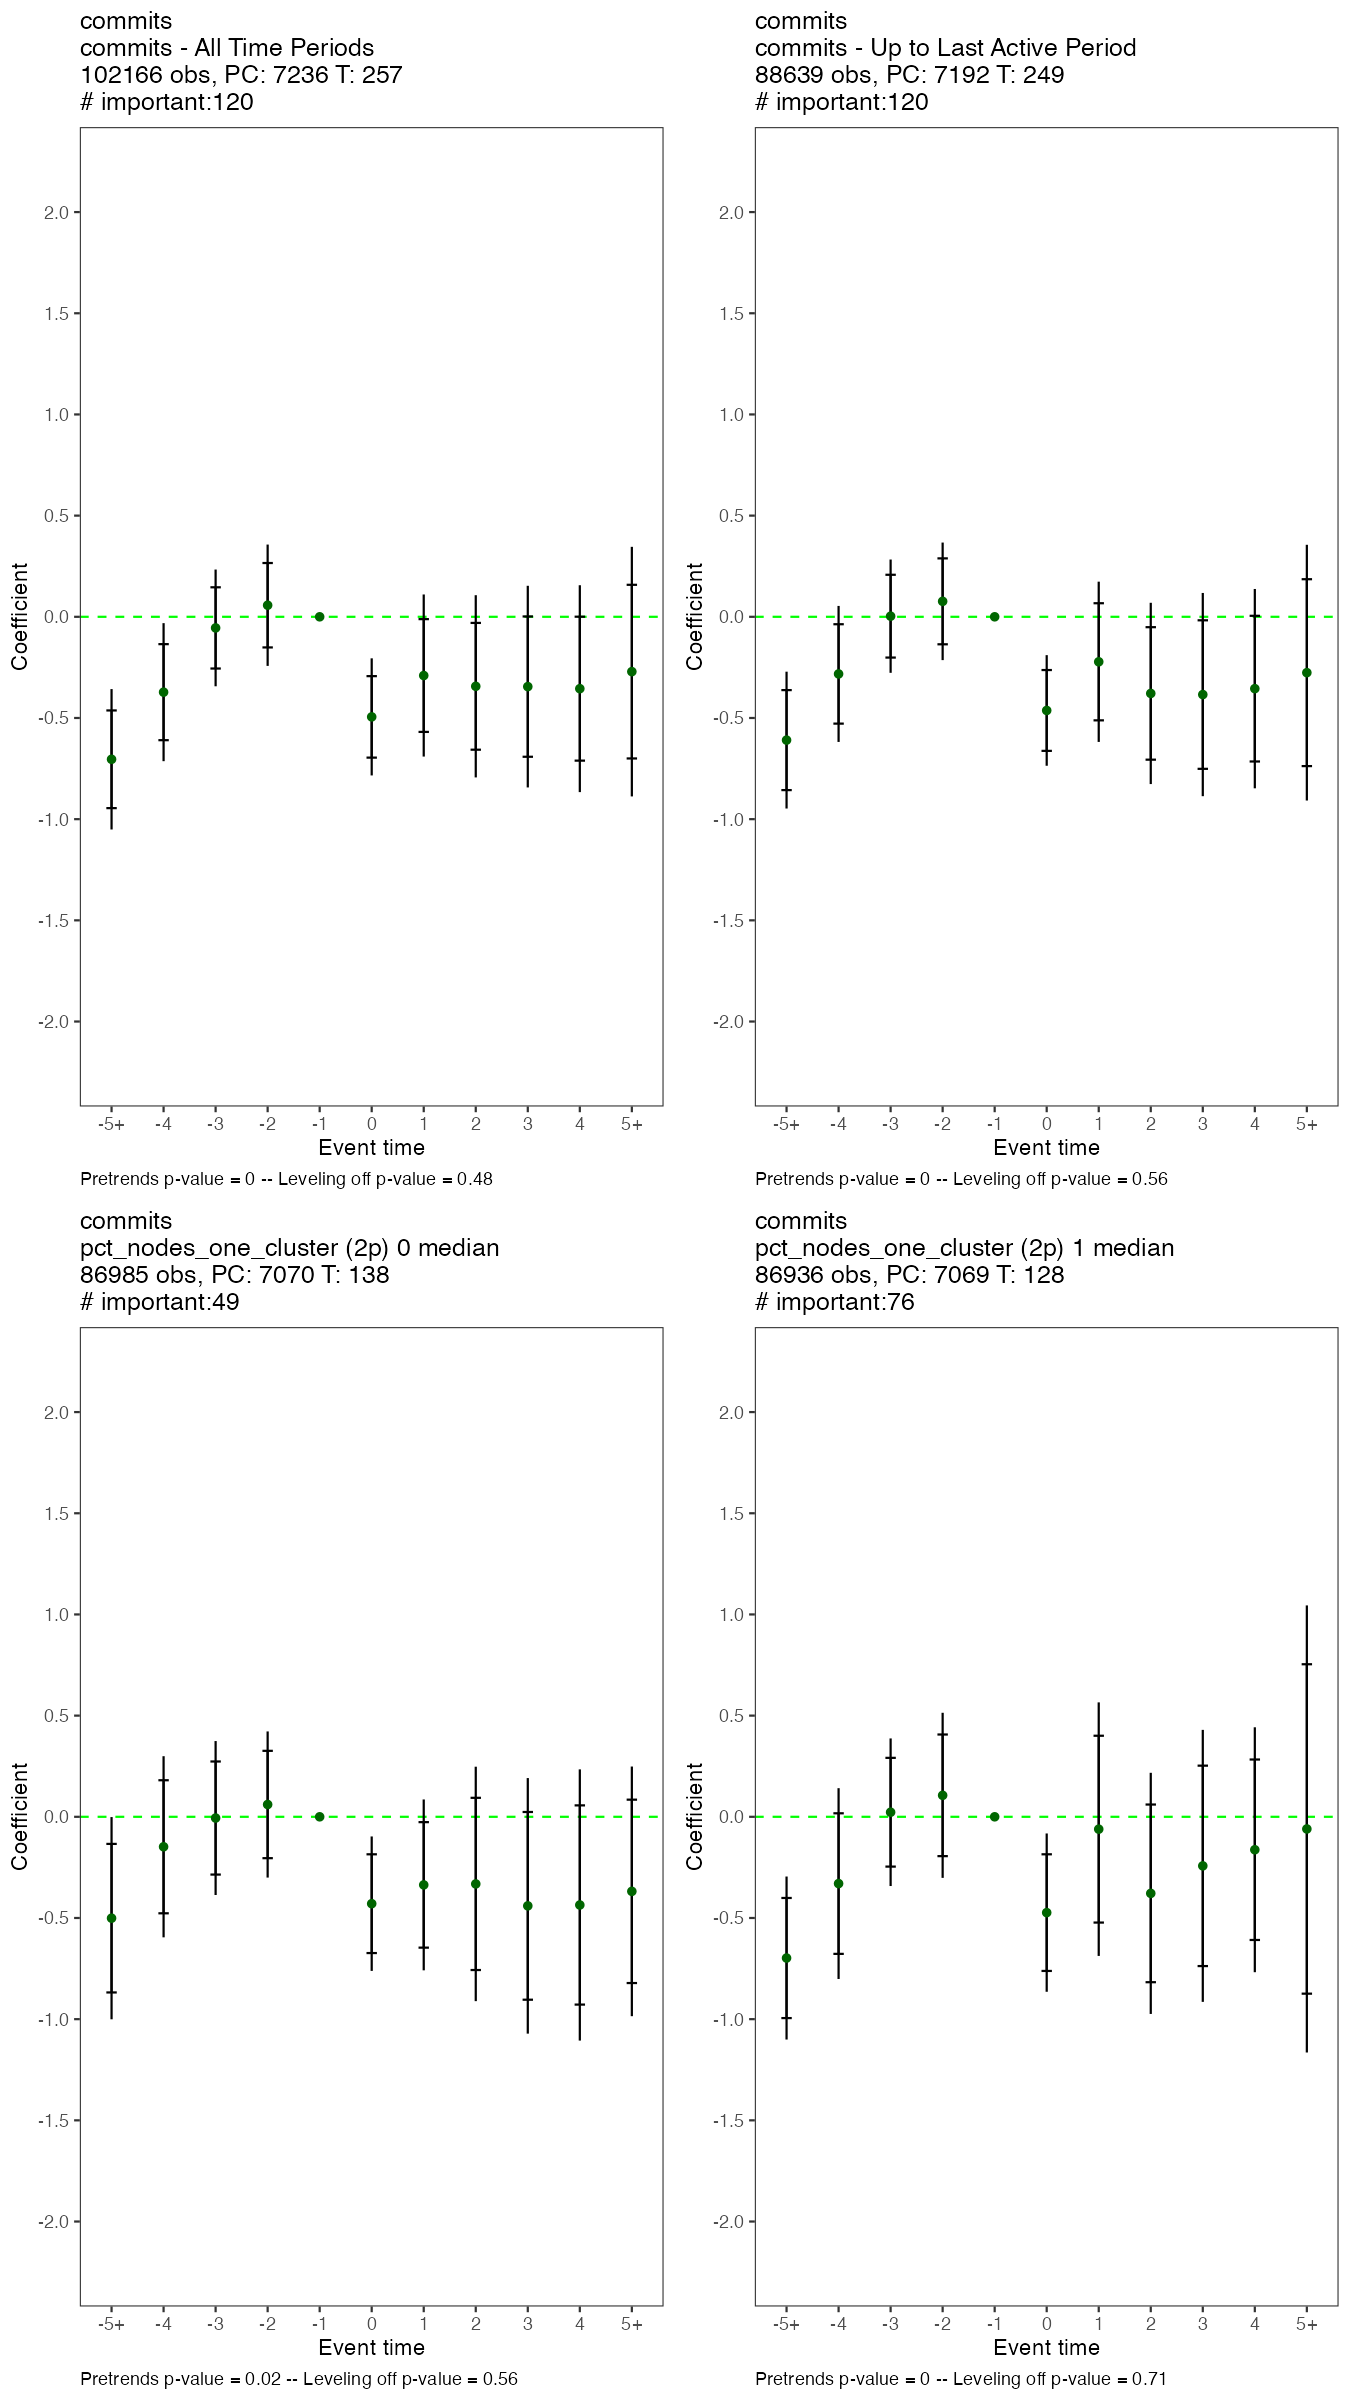 commits
commits - All Time Periods
102166 obs, PC: 7236 T: 257
# important:120
2.0
1.5
1.0
0.5
0.0
-0.5
-1.0
-1.5
-2.0
Coefficient
-5+ -4 -3 -2 -1 0 1 2 3 4 5+
Event time
Pretrends p-value = 0 -- Leveling off p-value = 0.48
commits
commits - Up to Last Active Period
88639 obs, PC: 7192 T: 249
# important:120
2.0
1.5
1.0
0.5
0.0
-0.5
-1.0
-1.5
-2.0
Coefficient
-5+ -4 -3 -2 -1 0 1 2 3 4 5+
Event time
Pretrends p-value = 0 -- Leveling off p-value = 0.56
commits
pct_nodes_one_cluster (2p) 0 median
86985 obs, PC: 7070 T: 138
# important:49
2.0
1.5
1.0
0.5
0.0
-0.5
-1.0
-1.5
-2.0
Coefficient
-5+ -4 -3 -2 -1 0 1 2 3 4 5+
Event time
Pretrends p-value = 0.02 -- Leveling off p-value = 0.56
commits
pct_nodes_one_cluster (2p) 1 median
86936 obs, PC: 7069 T: 128
# important:76
2.0
1.5
1.0
0.5
0.0
-0.5
-1.0
-1.5
-2.0
Coefficient
-5+ -4 -3 -2 -1 0 1 2 3 4 5+
Event time
Pretrends p-value = 0 -- Leveling off p-value = 0.71